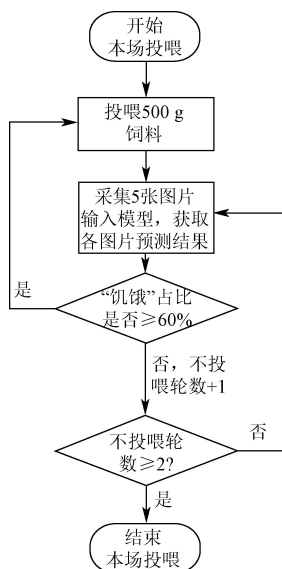 开始
本场投喂
投喂500 g
饲料
采集5张图片
输入模型，获取
各图片预测结果
是
“饥饿”占比
是否≥60%
否，不投
喂轮数+1
不投喂轮
数≥2?
否
是
结束
本场投喂